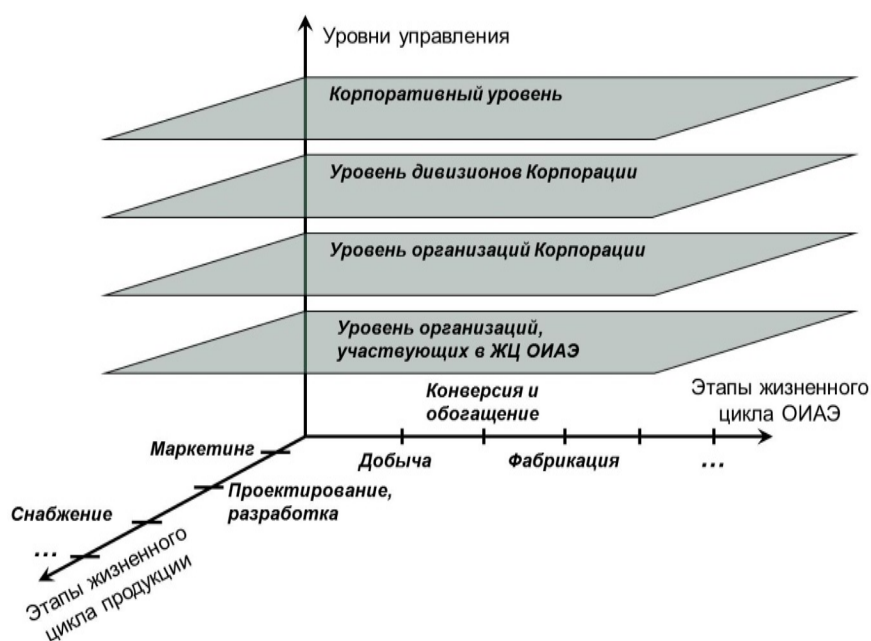 Уровни управления
Корпоративный уровень
Уровень дивизионов Корпорации
Уровень организаций Корпорации
Уровень организаций,
участвующих в ЖЦ ОИАЭ
Конверсия и
обогащение
Этапы жизненного
цикла ОИАЭ
Маркетинг
Добыча
Фабрикация
...
Проектирование,
разработка
Снабжение
...
Этапы жизненного
цикла продукции